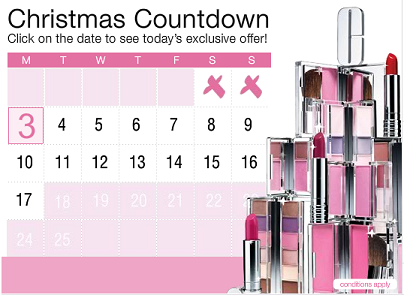 Christmas Countdown
Click on the date to see today's exclusive offer!
M T W T F S S
3 4 5 6 7 8 9
10 11 12 13 14 15 16
17 18 19 20 21 22
24 25
conditions apply